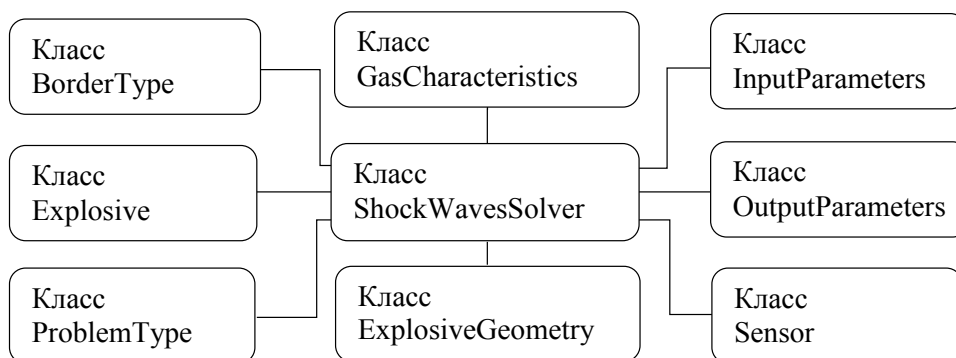 Класс
BorderType
Класс
GasCharacteristics
Класс
InputParameters
Класс
Explosive
Класс
ShockWavesSolver
Класс
OutputParameters
Класс
ProblemType
Класс
ExplosiveGeometry
Класс
Sensor